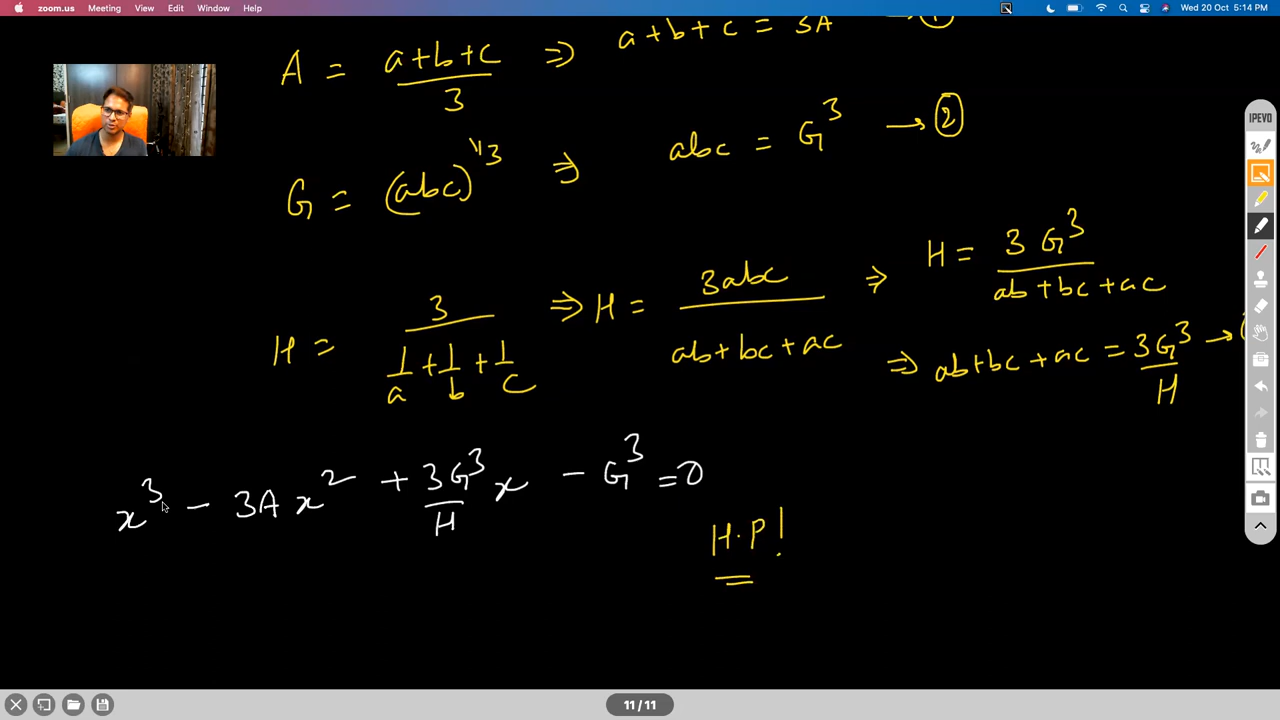 zoom.us Meeting View Edit Window Help Wed 20 Oct 5:14 PM
A = a+b+c / 3 ⇒ a+b+c = 3A → ①
G = (abc)^1/3 ⇒ abc = G^3 → ②
H = 3 / (1/a + 1/b + 1/c) ⇒ H = 3abc / ab+bc+ac ⇒ H = 3G^3 / ab+bc+ac
⇒ ab+bc+ac = 3G^3 / H →
x^3 - 3A x^2 + 3G^3/H x - G^3 = 0
H.P!
IPEVO
11/11